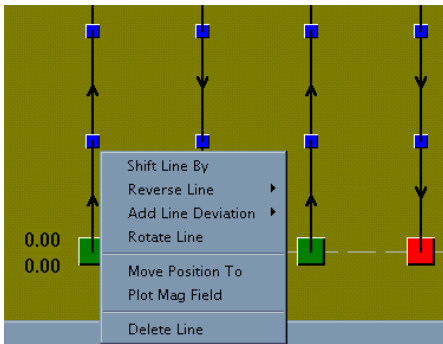 Shift Line By
Reverse Line
Add Line Deviation
Rotate Line
0.00
0.00
Move Position To
Plot Mag Field
Delete Line